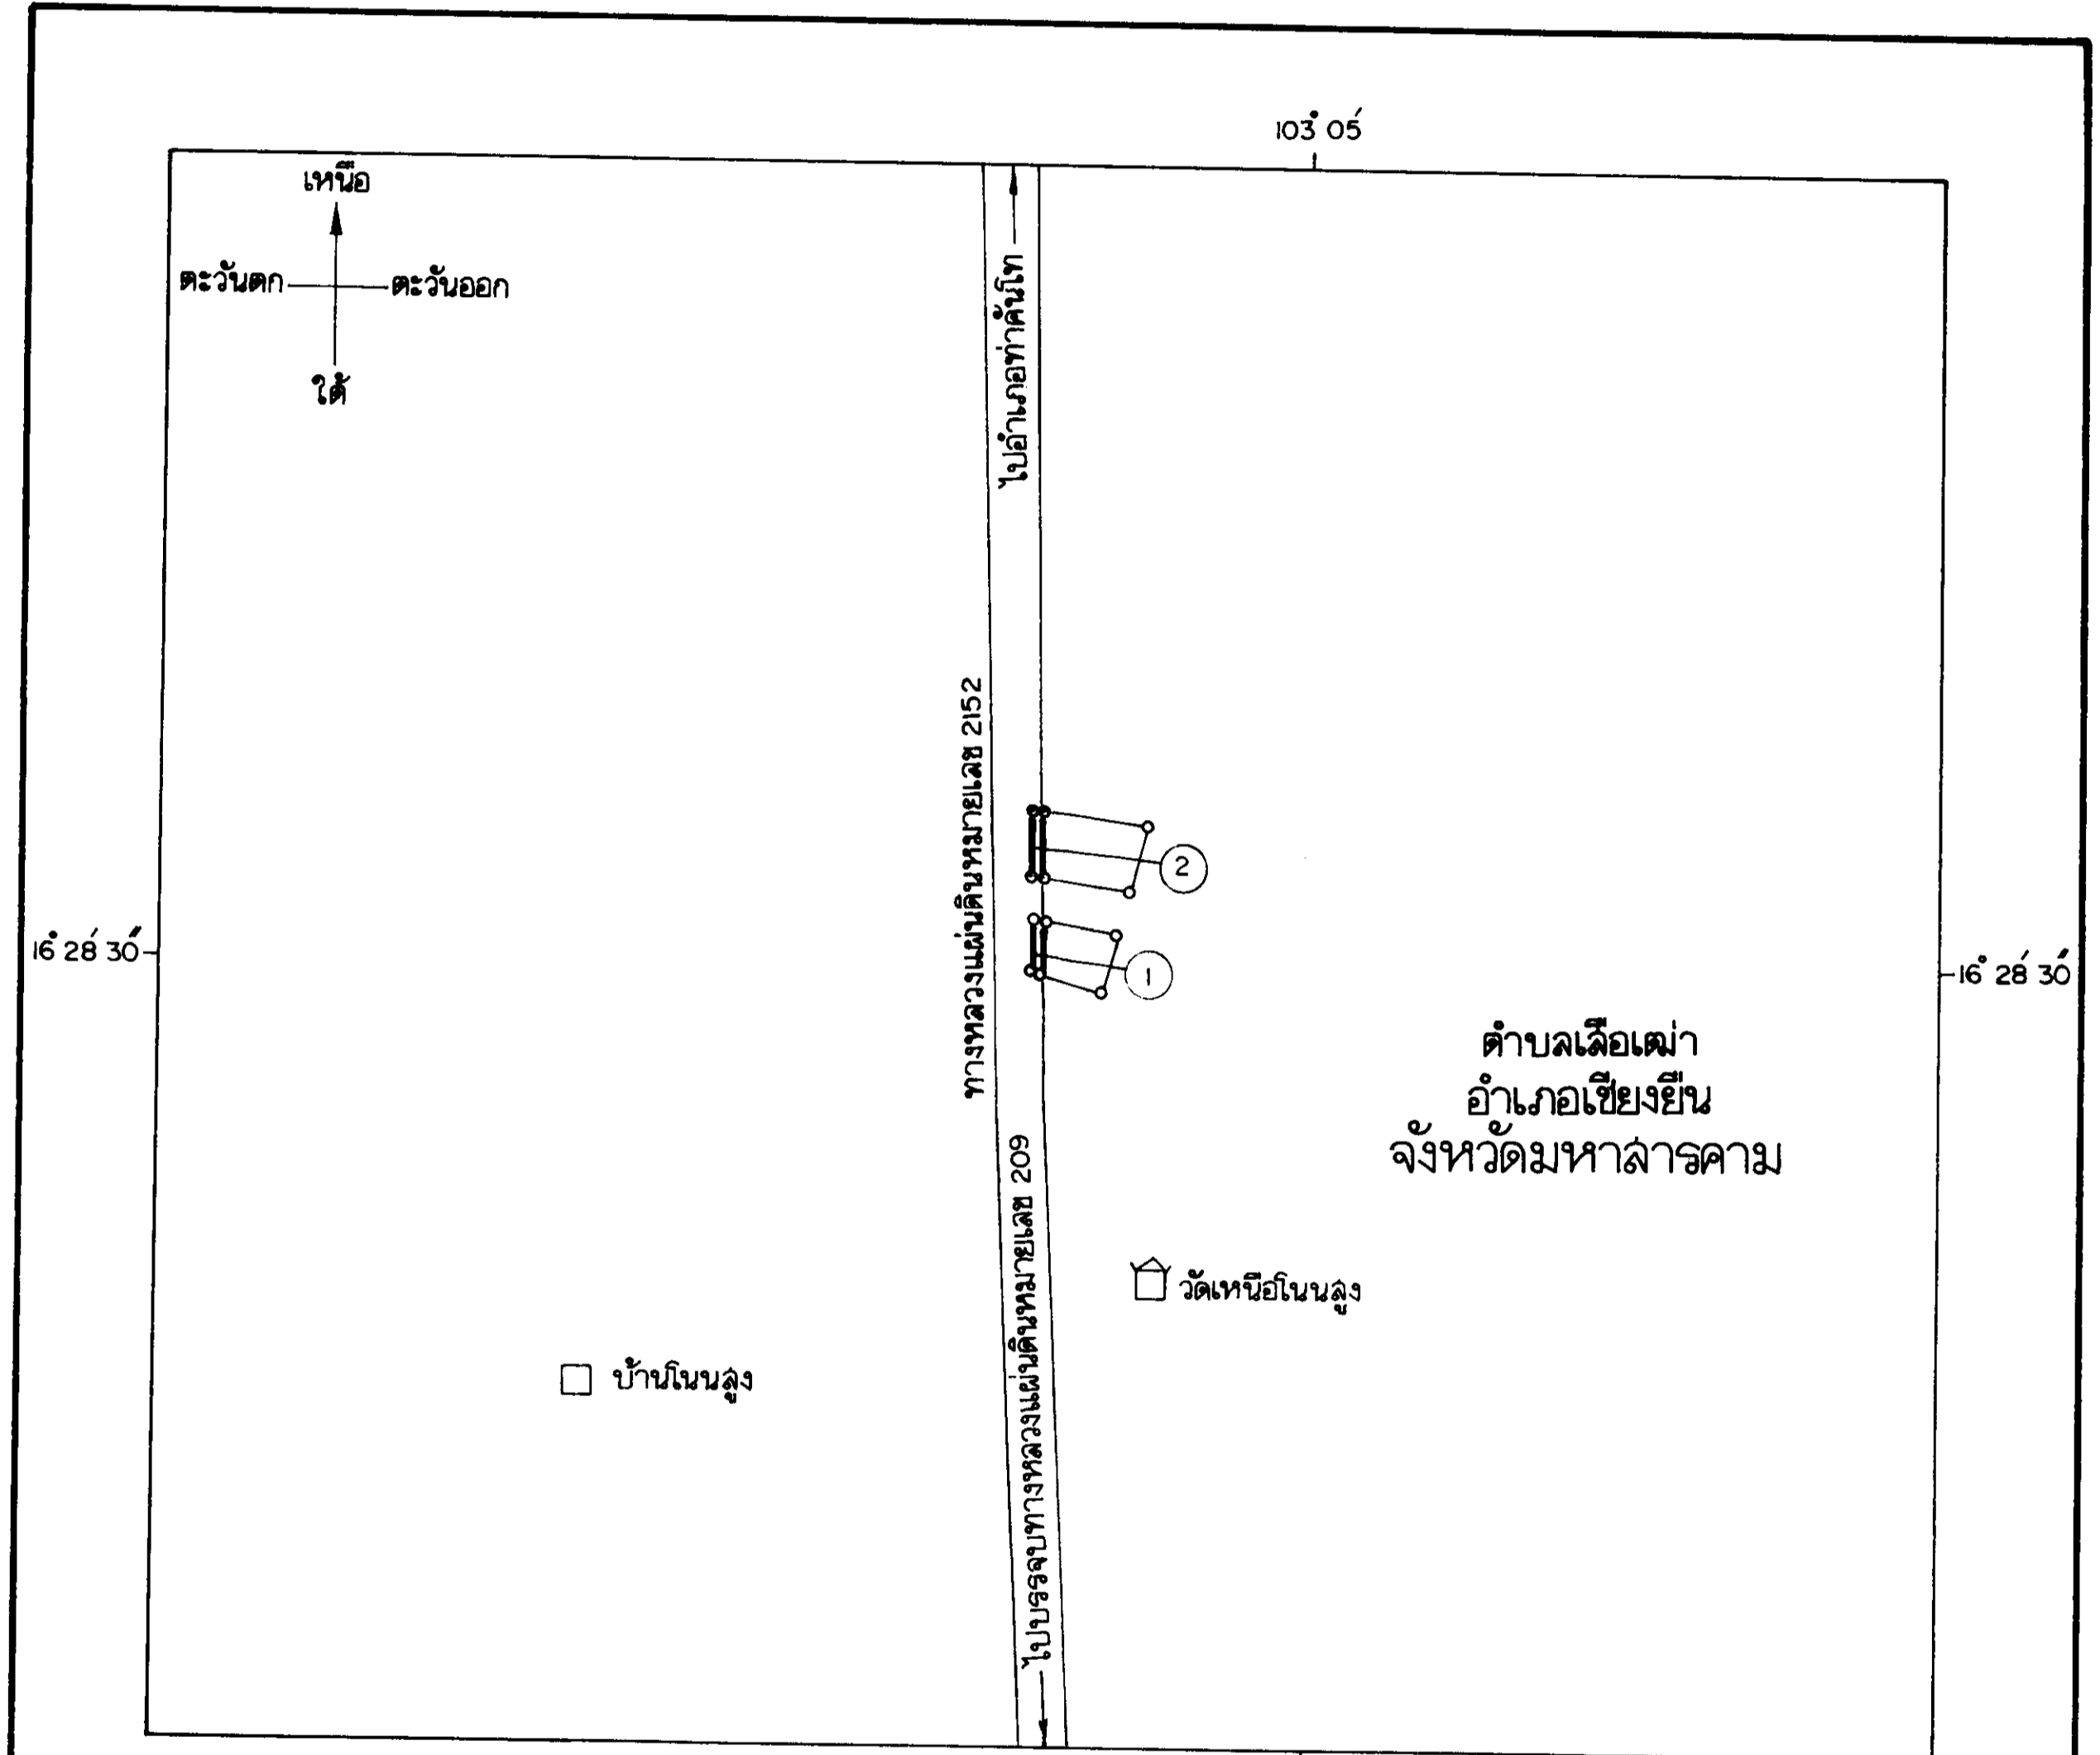 103° 05′
เหนือ
ตะวันตก ตะวันออก
ใต้
ไปอำเภอท่าคันโท
ทางหลวงแผ่นดินหมายเลข 2152
2
1
16° 28′ 30″
16° 28′ 30″
ตำบลเสือเฒ่า
อำเภอเชียงยืน
จังหวัดมหาสารคาม
ไปบรรจบทางหลวงแผ่นดินหมายเลข 209
วัดเหนือโนนสูง
บ้านโนนสูง